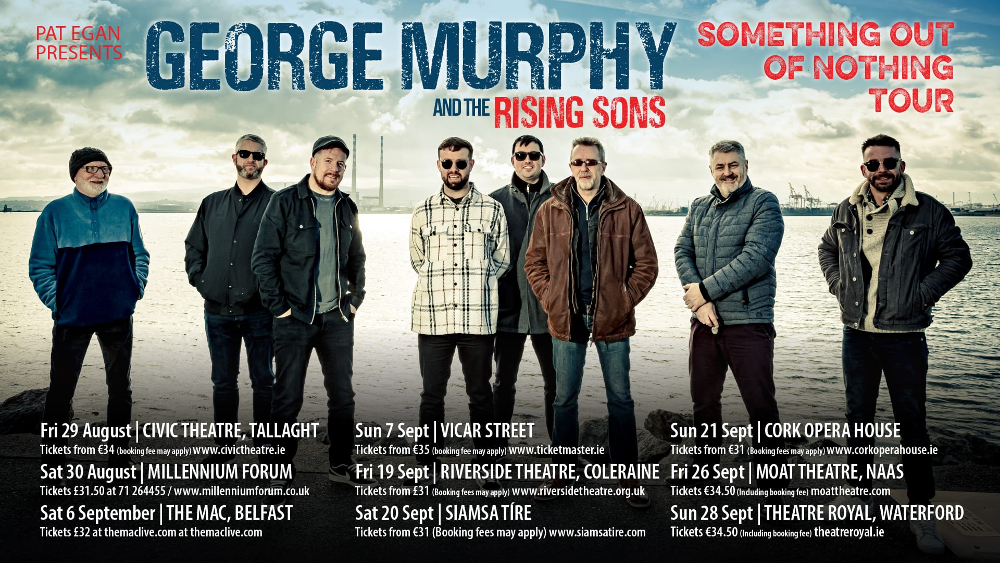 PAT EGAN
PRESENTS
GEORGE MURPHY
AND THE RISING SONS
SOMETHING OUT
OF NOTHING
TOUR
Fri 29 August | CIVIC THEATRE, TALLAGHT
Tickets from €34 (booking fee may apply) www.civictheatre.ie
Sat 30 August | MILLENNIUM FORUM
Tickets £31.50 at 71 264455 / www.millenniumforum.co.uk
Sat 6 September | THE MAC, BELFAST
Tickets £32 at themaclive.com at themaclive.com
Sun 7 Sept | VICAR STREET
Tickets from €35 (booking fee may apply) www.ticketmaster.ie
Fri 19 Sept | RIVERSIDE THEATRE, COLERAINE
Tickets from £31 (Booking fees may apply) www.riversidetheatre.org.uk
Sat 20 Sept | SIAMSA TÍRE
Tickets from €31 (Booking fees may apply) www.siamsatire.com
Sun 21 Sept | CORK OPERA HOUSE
Tickets from €31 (booking fee may apply) www.corkoperahouse.ie
Fri 26 Sept | MOAT THEATRE, NAAS
Tickets €34.50 (Including booking fee) moattheatre.com
Sun 28 Sept | THEATRE ROYAL, WATERFORD
Tickets €34.50 (Including booking fee) theatreroyal.ie